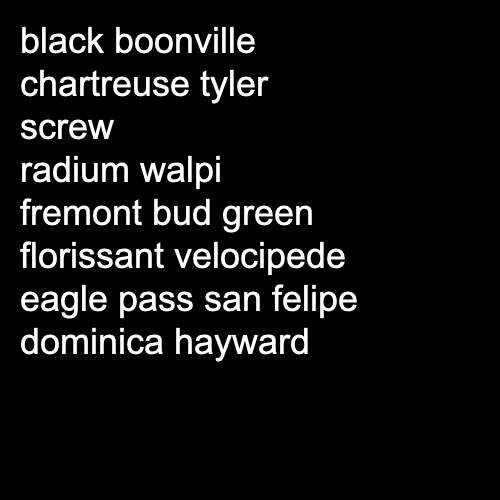 black boonville
chartreuse tyler
screw
radium walpi
fremont bud green
florissant velocipede
eagle pass san felipe
dominica hayward